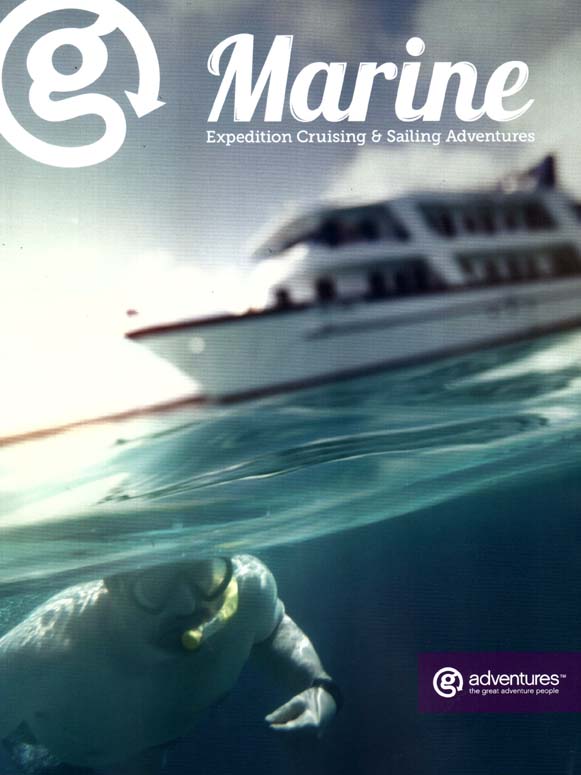 g
Marine
Expedition Cruising & Sailing Adventures
g adventures™
the great adventure people